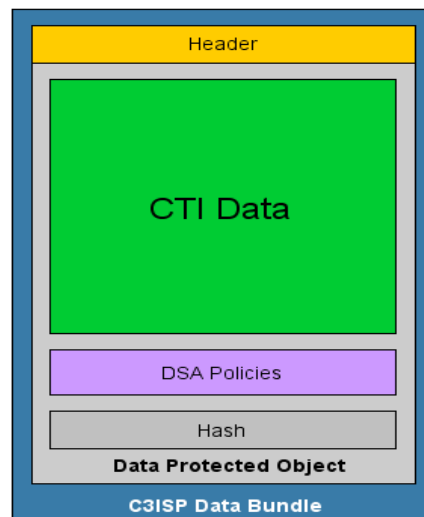 Header
CTI Data
DSA Policies
Hash
Data Protected Object
C3ISP Data Bundle